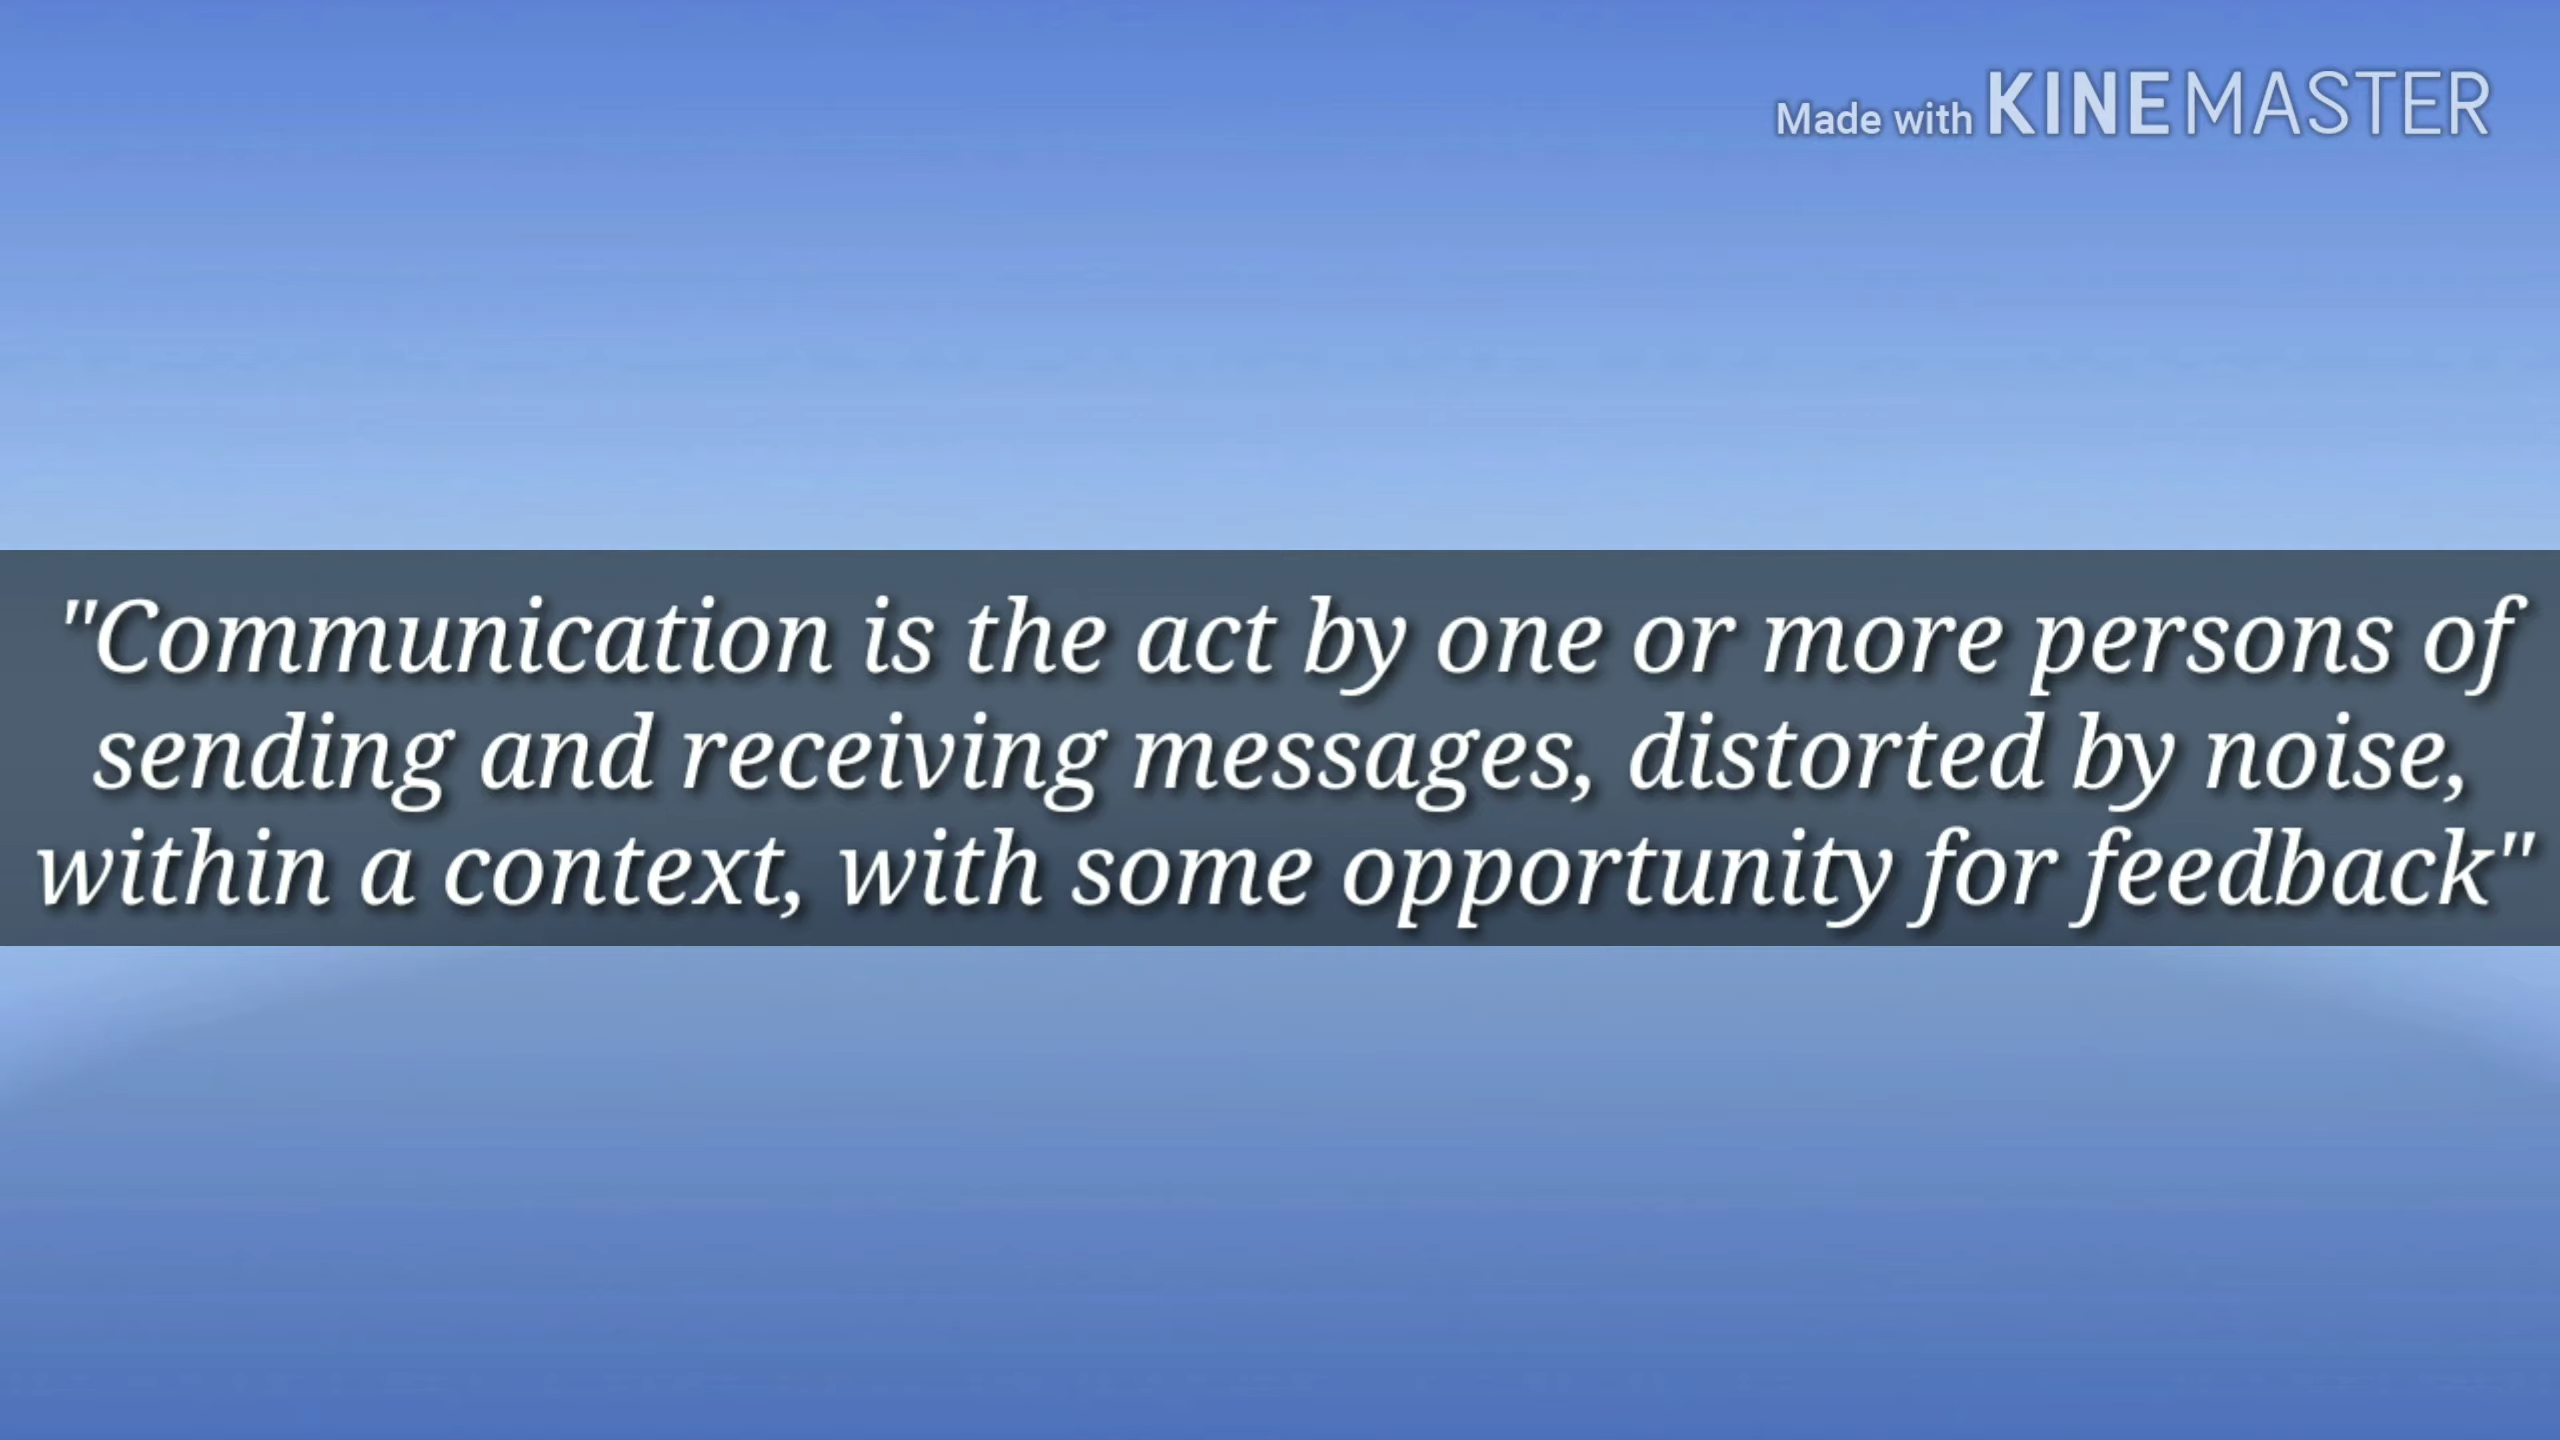 Made with KINEMASTER
"Communication is the act by one or more persons of
sending and receiving messages, distorted by noise,
within a context, with some opportunity for feedback"